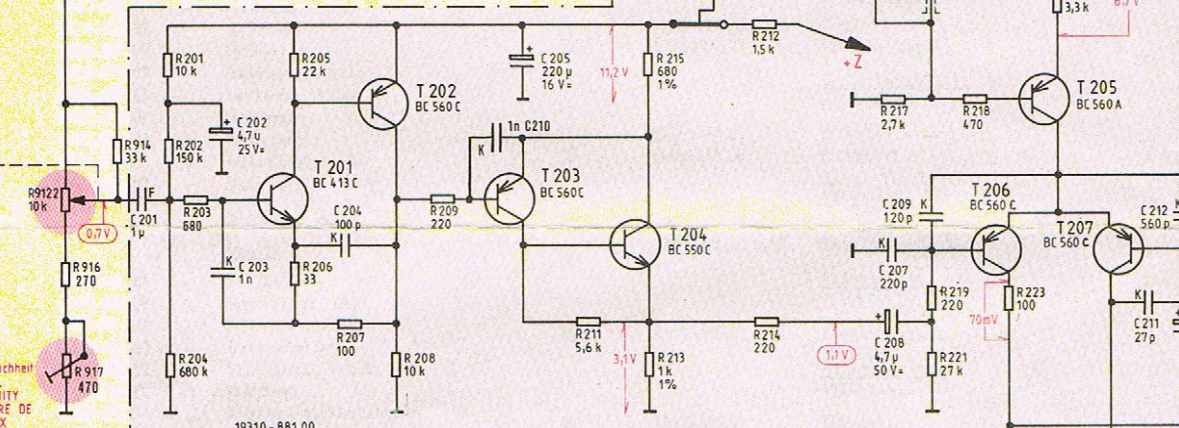 3,3 k
R 212
1,5 k
+Z
R 201
10 k
R 205
22 k
T 202
BC 560 C
+
C 205
220 µ
16 V=
11,2 V
R 215
680
1%
T 205
BC 560 A
R 217
2,7 k
R 218
470
+
C 202
4,7 u
25 V=
1n C210
K
R 914
33 k
R 202
150 k
T 201
BC 413 C
T 203
BC 560 C
R9122
10 k
F
C 201
1 µ
0,7 V
R 203
680
C 204
100 p
K
R 209
220
T 204
BC 550 C
C 209
120 p
K
T 206
BC 560 C
T 207
BC 560 C
C 212
560 p
K
R 916
270
K
C 203
1 n
R 206
33
K
C 207
220 p
R 219
220
R 223
100
70mV
K
C 211
27 p
R 207
100
R 211
5,6 k
R 214
220
+
C 208
4,7 µ
50 V=
1,1 V
3,1 V
R 917
470
R 204
680 k
R 208
10 k
R 213
1 k
1%
R 221
27 k
RE DE
X
19310-881.00